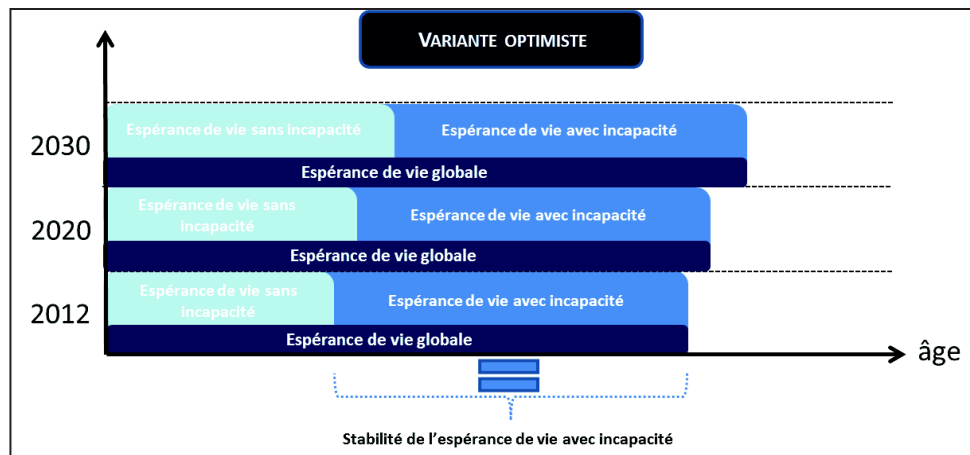 VARIANTE OPTIMISTE
2030
Espérance de vie sans incapacité
Espérance de vie avec incapacité
Espérance de vie globale
2020
Espérance de vie sans
incapacité
Espérance de vie avec incapacité
Espérance de vie globale
2012
Espérance de vie sans
incapacité
Espérance de vie avec incapacité
Espérance de vie globale
âge
Stabilité de l'espérance de vie avec incapacité